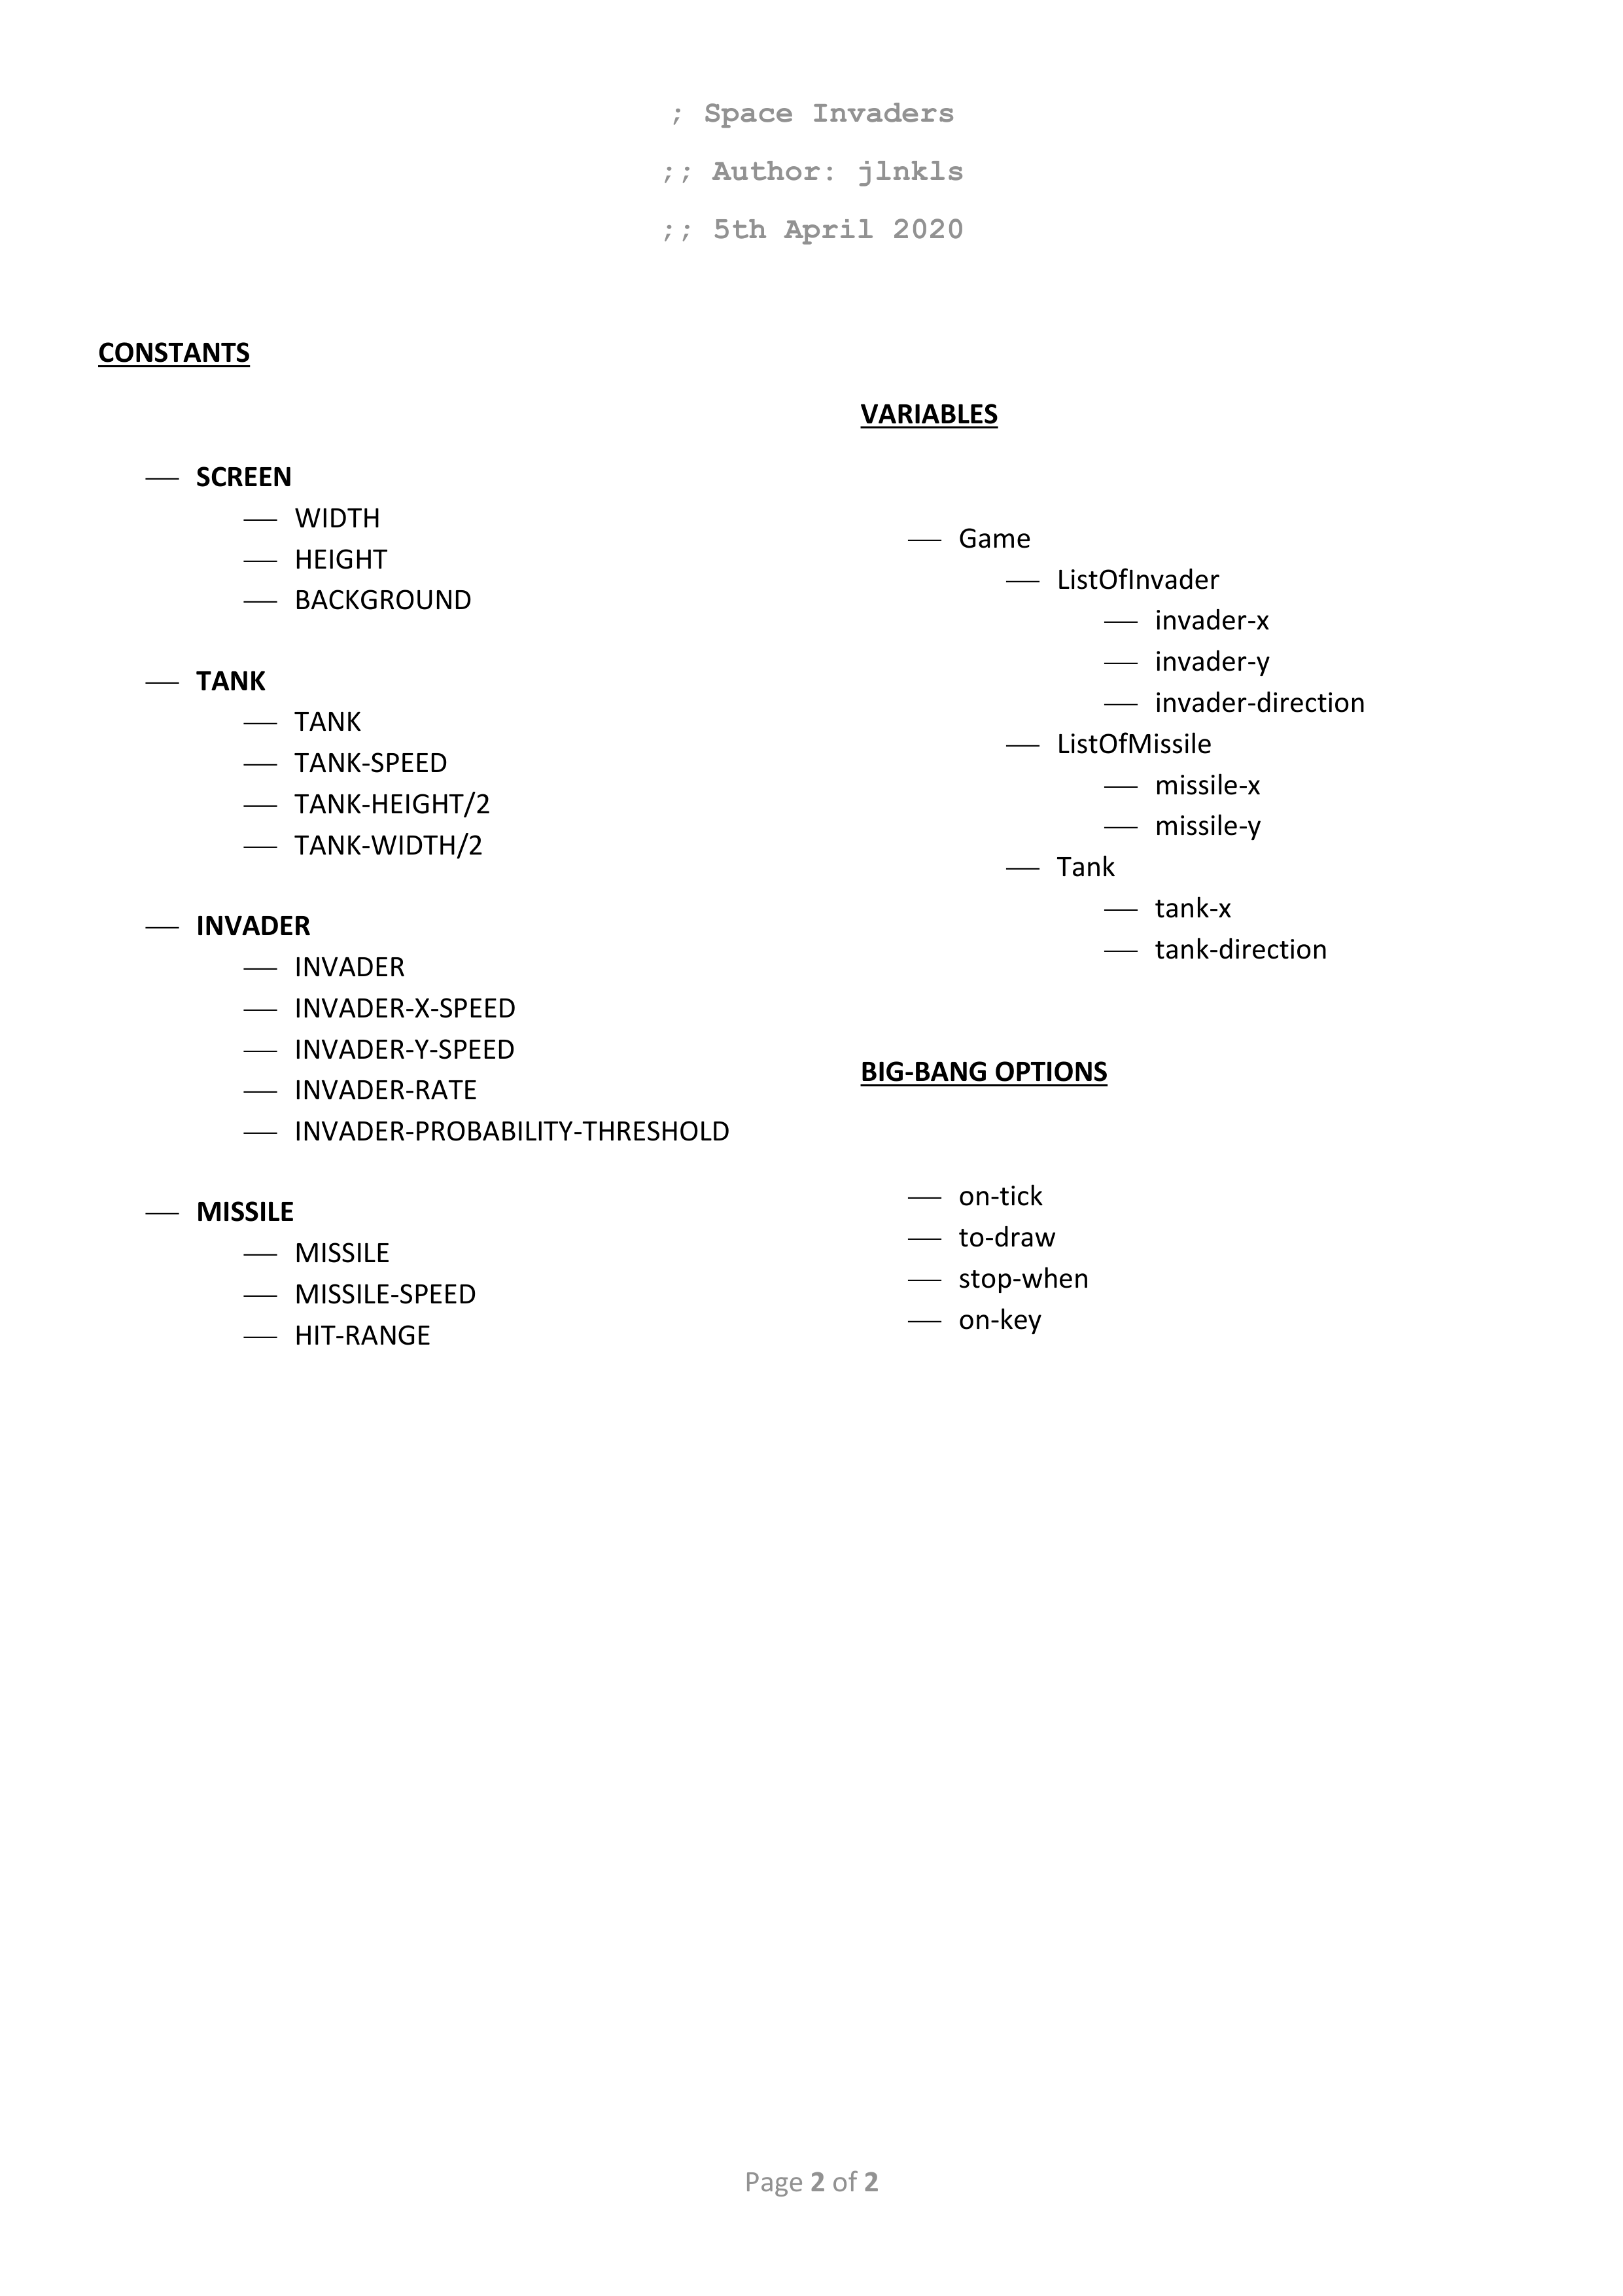 ; Space Invaders
;; Author: jlnkls
;; 5th April 2020
CONSTANTS
— SCREEN
— WIDTH
— HEIGHT
— BACKGROUND
— TANK
— TANK
— TANK-SPEED
— TANK-HEIGHT/2
— TANK-WIDTH/2
— INVADER
— INVADER
— INVADER-X-SPEED
— INVADER-Y-SPEED
— INVADER-RATE
— INVADER-PROBABILITY-THRESHOLD
— MISSILE
— MISSILE
— MISSILE-SPEED
— HIT-RANGE
VARIABLES
— Game
— ListOfInvader
— invader-x
— invader-y
— invader-direction
— ListOfMissile
— missile-x
— missile-y
— Tank
— tank-x
— tank-direction
BIG-BANG OPTIONS
— on-tick
— to-draw
— stop-when
— on-key
Page 2 of 2